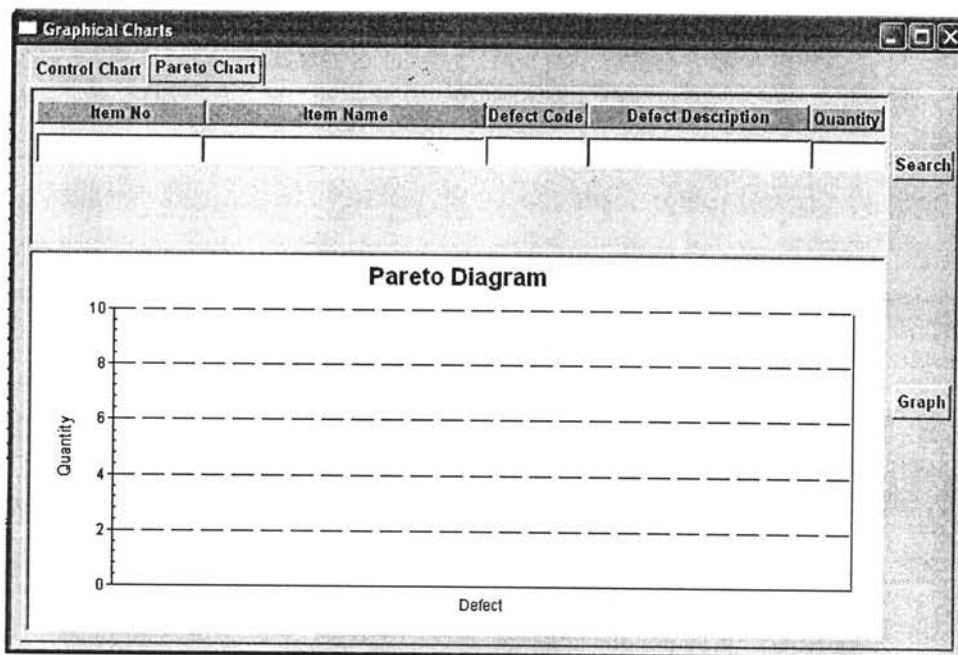 Graphical Charts
Control Chart Pareto Chart
Item No Item Name Defect Code Defect Description Quantity
Search
Pareto Diagram
10
8
6
4
2
0
Quantity
Defect
Graph